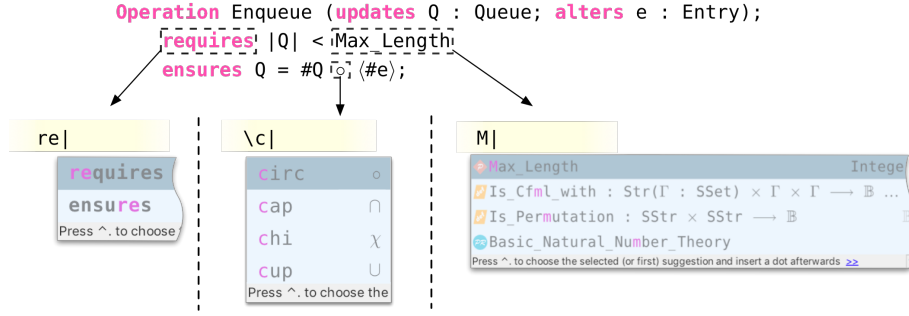 Operation Enqueue (updates Q : Queue; alters e : Entry);
requires |Q| < Max_Length
ensures Q = #Q ○ ⟨#e⟩;
re|
requires
ensures
Press ^. to choose
\c|
circ ○
cap ∩
chi χ
cup ∪
Press ^. to choose the
M|
Max_Length Intege
Is_Cfml_with : Str(Γ : SSet) × Γ × Γ ⟶ 𝔹 ...
Is_Permutation : SStr × SStr ⟶ 𝔹
Basic_Natural_Number_Theory
Press ^. to choose the selected (or first) suggestion and insert a dot afterwards >>